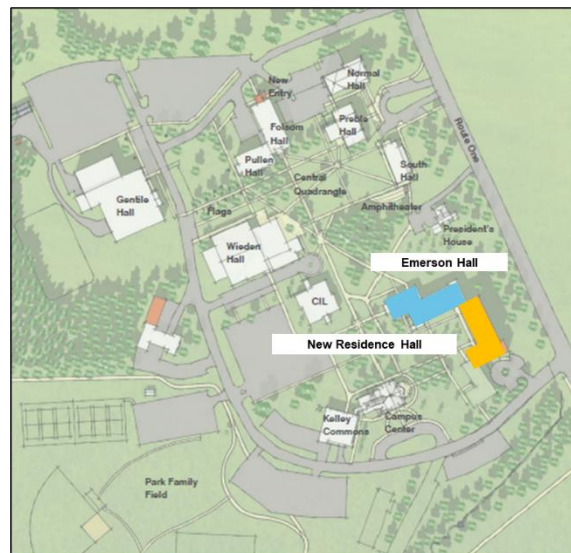 Normal
Hall
New
Entry
Folsom
Hall
Preble
Hall
Route One
Pullen
Hall
South
Hall
Central
Quadrangle
Gentile
Hall
Flags
Amphitheater
President's
House
Wieden
Hall
Emerson Hall
CIL
New Residence Hall
Kelley
Commons
Campus
Center
Park Family
Field